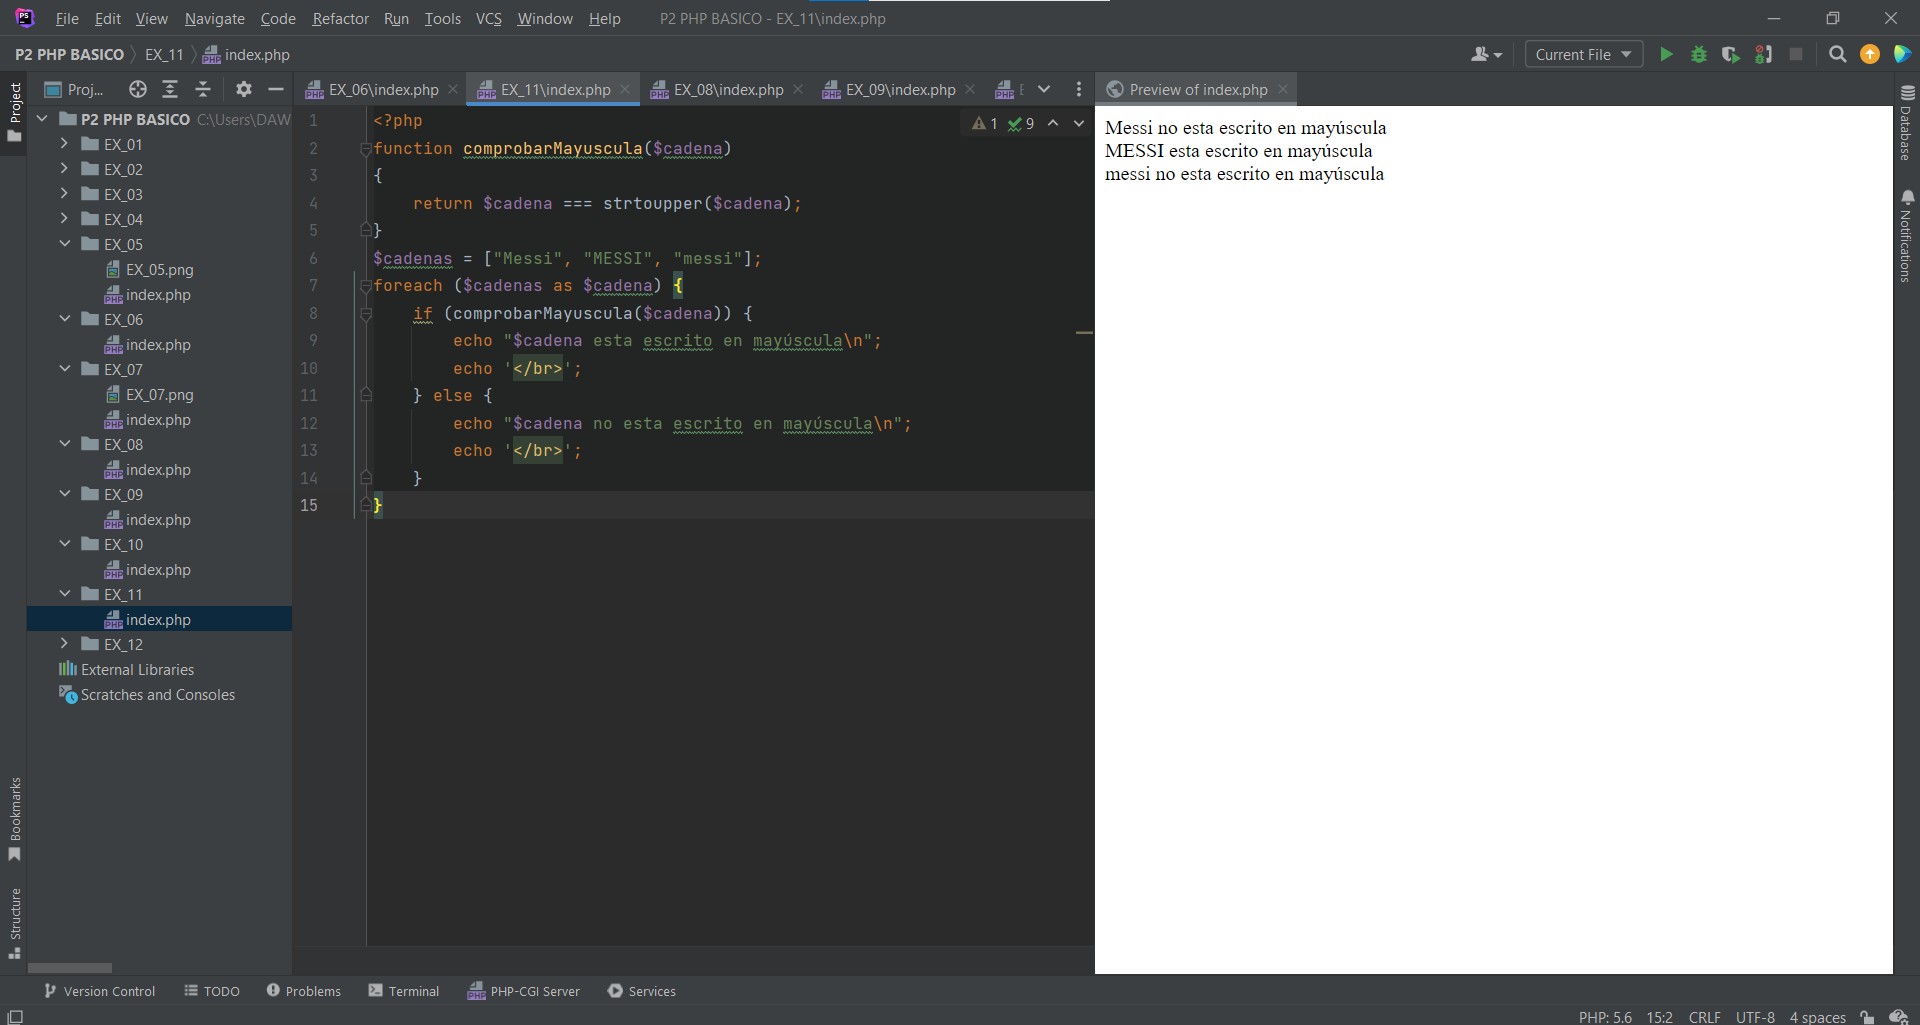 File Edit View Navigate Code Refactor Run Tools VCS Window Help P2 PHP BASICO - EX_11\index.php
P2 PHP BASICO EX_11 index.php Current File
Project
Proj...
P2 PHP BASICO C:\Users\DAW
EX_01
EX_02
EX_03
EX_04
EX_05
EX_05.png
index.php
EX_06
index.php
EX_07
EX_07.png
index.php
EX_08
index.php
EX_09
index.php
EX_10
index.php
EX_11
index.php
EX_12
External Libraries
Scratches and Consoles
Bookmarks
Structure
EX_06\index.php EX_11\index.php EX_08\index.php EX_09\index.php
1 9
1 <?php
2 function comprobarMayuscula($cadena)
3 {
4 return $cadena === strtoupper($cadena);
5 }
6 $cadenas = ["Messi", "MESSI", "messi"];
7 foreach ($cadenas as $cadena) {
8 if (comprobarMayuscula($cadena)) {
9 echo "$cadena esta escrito en mayúscula\n";
10 echo '</br>';
11 } else {
12 echo "$cadena no esta escrito en mayúscula\n";
13 echo '</br>';
14 }
15 }
Preview of index.php
Messi no esta escrito en mayúscula
MESSI esta escrito en mayúscula
messi no esta escrito en mayúscula
Database
Notifications
Version Control TODO Problems Terminal PHP-CGI Server Services
PHP: 5.6 15:2 CRLF UTF-8 4 spaces